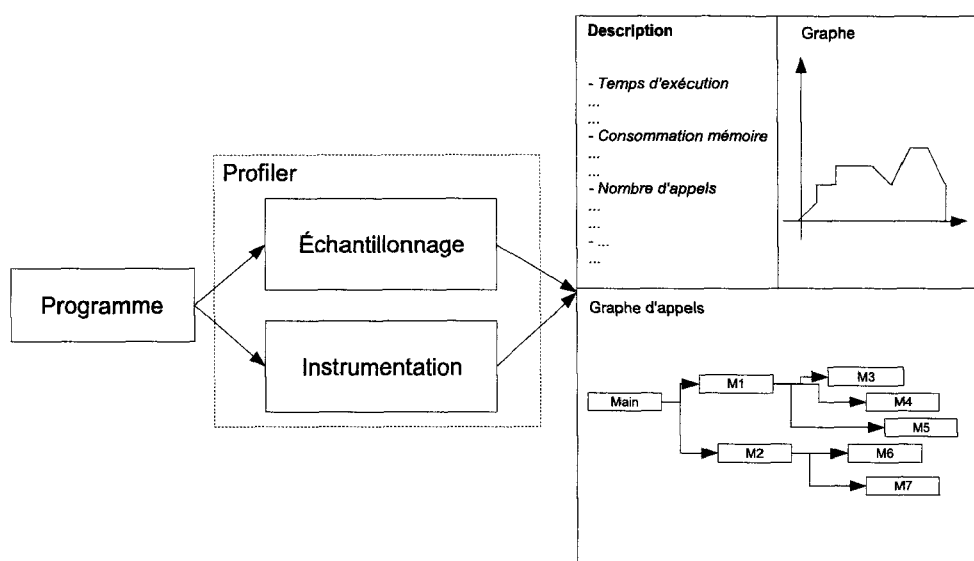 Programme
Profiler
Échantillonnage
Instrumentation
Description
- Temps d'exécution
...
...
- Consommation mémoire
...
...
- Nombre d'appels
...
...
- ...
...
Graphe
Graphe d'appels
Main
M1
M2
M3
M4
M5
M6
M7